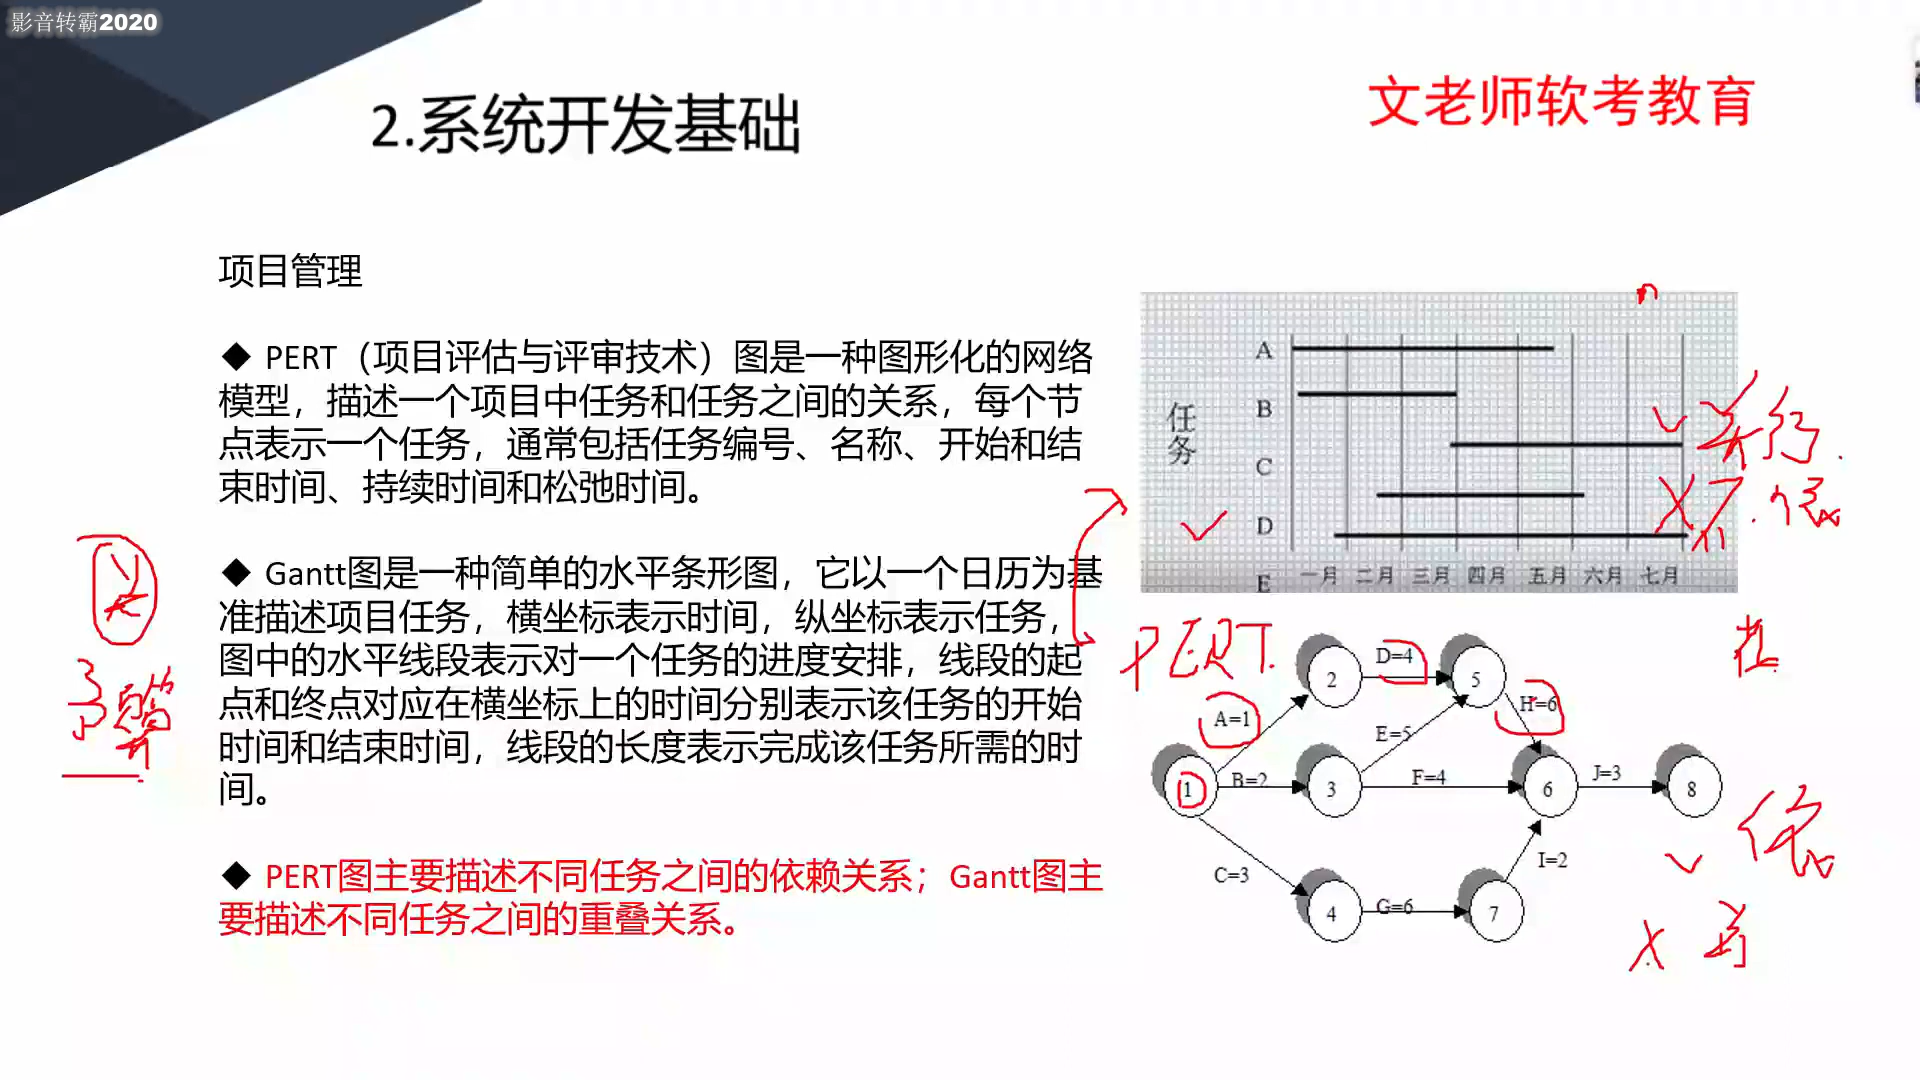 影音转霸2020
2.系统开发基础
文老师软考教育
项目管理
◆ PERT（项目评估与评审技术）图是一种图形化的网络
模型，描述一个项目中任务和任务之间的关系，每个节
点表示一个任务，通常包括任务编号、名称、开始和结
束时间、持续时间和松弛时间。
◆ Gantt图是一种简单的水平条形图，它以一个日历为基
准描述项目任务，横坐标表示时间，纵坐标表示任务，
图中的水平线段表示对一个任务的进度安排，线段的起
点和终点对应在横坐标上的时间分别表示该任务的开始
时间和结束时间，线段的长度表示完成该任务所需的时
间。
◆ PERT图主要描述不同任务之间的依赖关系；Gantt图主
要描述不同任务之间的重叠关系。
任务
A
B
C
D
E
一月 二月 三月 四月 五月 六月 七月
并行
PERT.
2
D=4
5
A=1
E=5
H=6
1
B=2
3
F=4
6
J=3
8
C=3
I=2
4
G=6
7